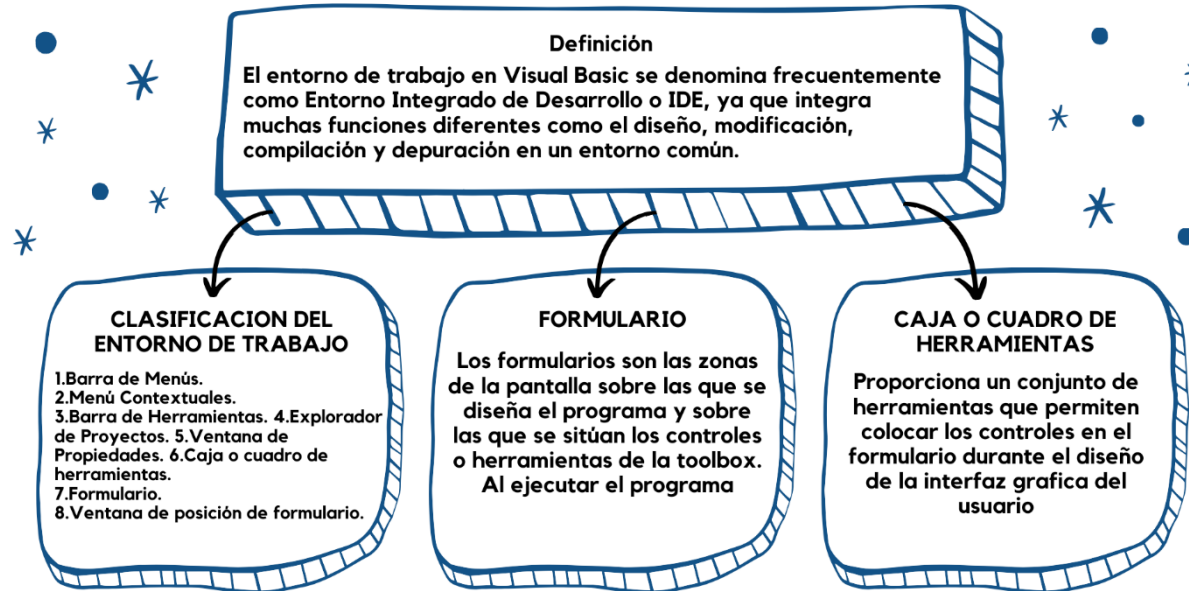 Definición
El entorno de trabajo en Visual Basic se denomina frecuentemente
como Entorno Integrado de Desarrollo o IDE, ya que integra
muchas funciones diferentes como el diseño, modificación,
compilación y depuración en un entorno común.
CLASIFICACION DEL
ENTORNO DE TRABAJO
1.Barra de Menús.
2.Menú Contextuales.
3.Barra de Herramientas. 4.Explorador
de Proyectos. 5.Ventana de
Propiedades. 6.Caja o cuadro de
herramientas.
7.Formulario.
8.Ventana de posición de formulario.
FORMULARIO
Los formularios son las zonas
de la pantalla sobre las que se
diseña el programa y sobre
las que se sitúan los controles
o herramientas de la toolbox.
Al ejecutar el programa
CAJA O CUADRO DE
HERRAMIENTAS
Proporciona un conjunto de
herramientas que permiten
colocar los controles en el
formulario durante el diseño
de la interfaz grafica del
usuario